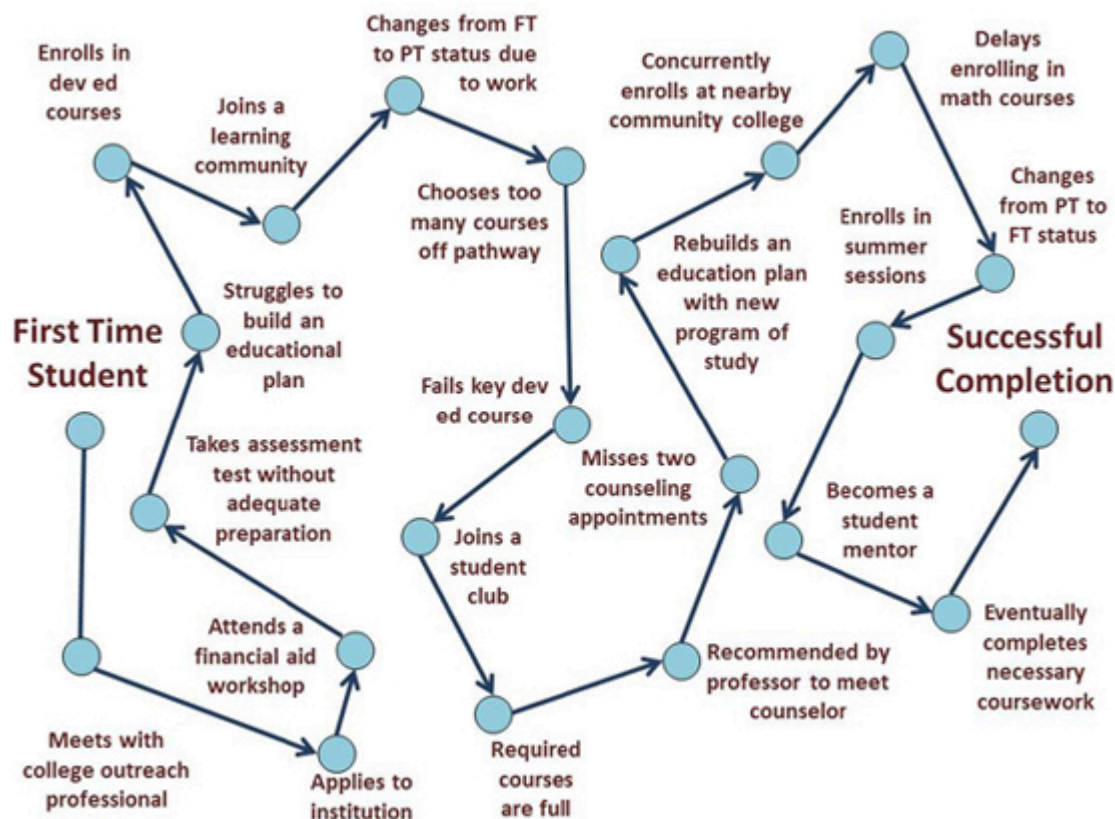 First Time
Student
Meets with
college outreach
professional
Applies to
institution
Attends a
financial aid
workshop
Takes assessment
test without
adequate
preparation
Struggles to
build an
educational
plan
Enrolls in
dev ed
courses
Joins a
learning
community
Changes from FT
to PT status due
to work
Chooses too
many courses
off pathway
Fails key dev
ed course
Joins a
student
club
Required
courses
are full
Recommended by
professor to meet
counselor
Misses two
counseling
appointments
Rebuilds an
education plan
with new
program of
study
Concurrently
enrolls at nearby
community college
Delays
enrolling in
math courses
Changes
from PT to
FT status
Enrolls in
summer
sessions
Becomes a
student
mentor
Eventually
completes
necessary
coursework
Successful
Completion